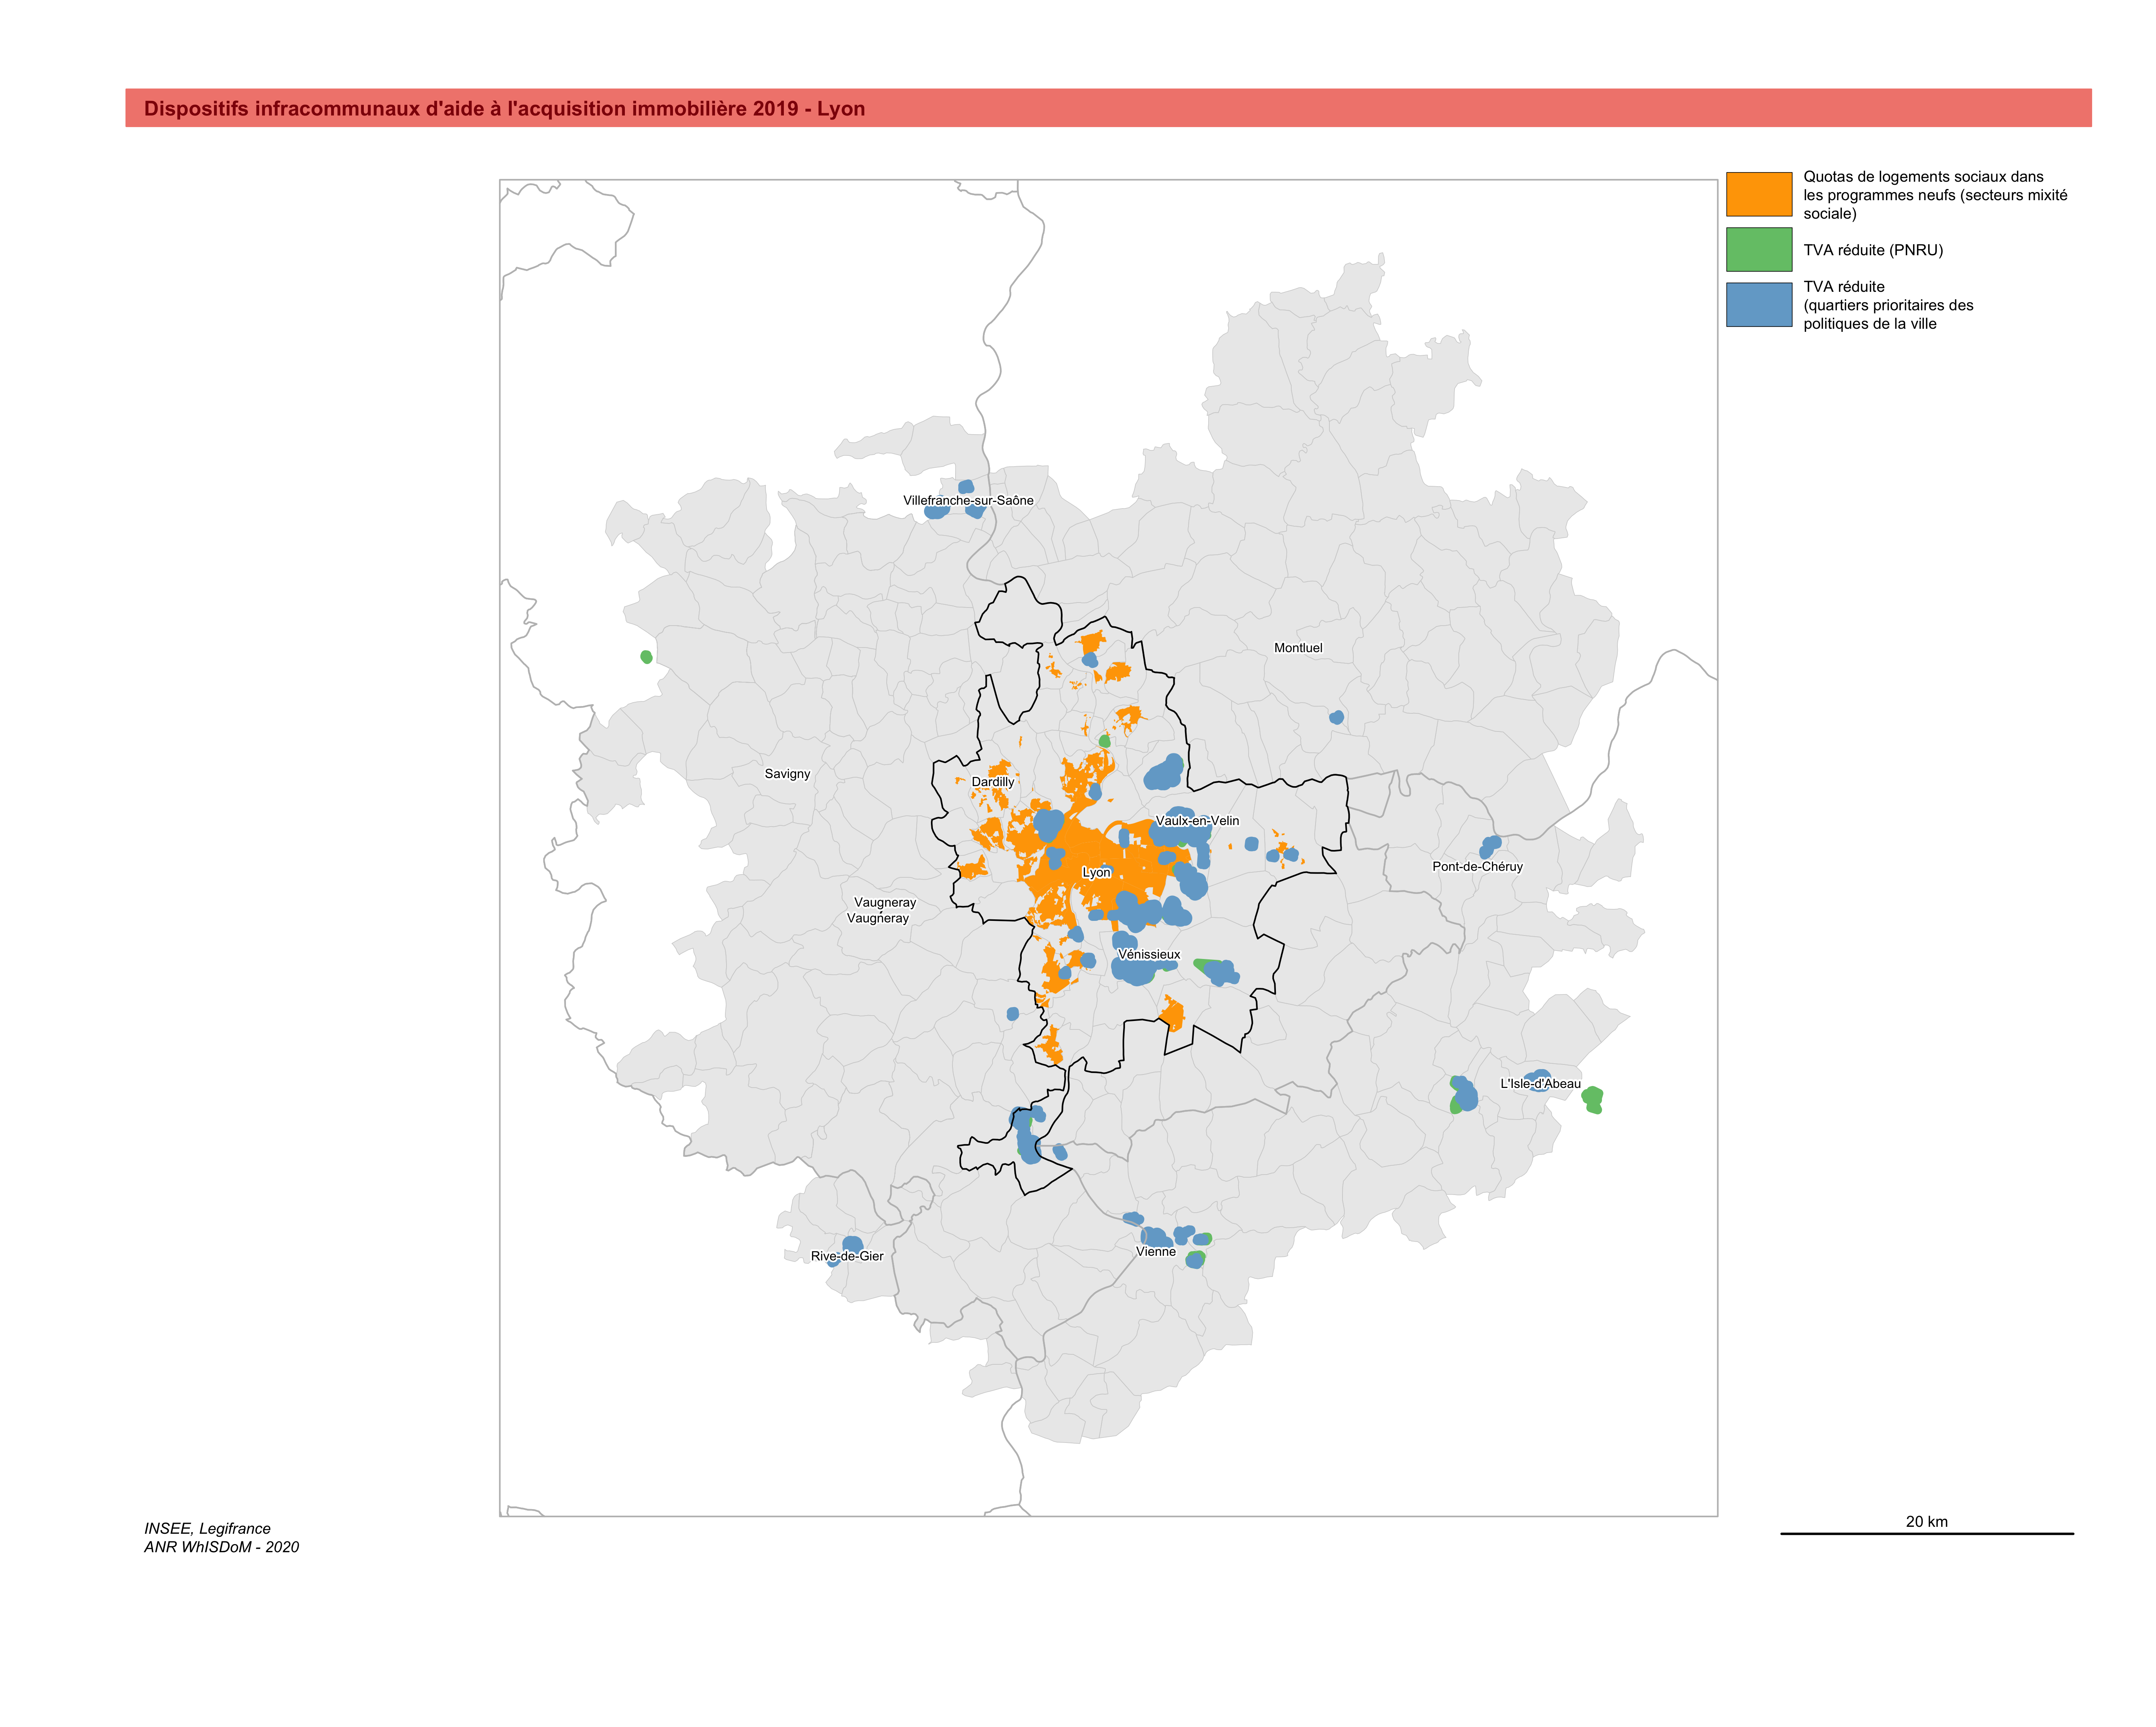 Dispositifs infracommunaux d'aide à l'acquisition immobilière 2019 - Lyon
Quotas de logements sociaux dans
les programmes neufs (secteurs mixité
sociale)
TVA réduite (PNRU)
TVA réduite
(quartiers prioritaires des
politiques de la ville
Villefranche-sur-Saône
Montluel
Savigny
Dardilly
Vaulx-en-Velin
Pont-de-Chéruy
Lyon
Vaugneray
Vaugneray
Vénissieux
L'Isle-d'Abeau
Vienne
Rive-de-Gier
INSEE, Legifrance
ANR WhISDoM - 2020
20 km